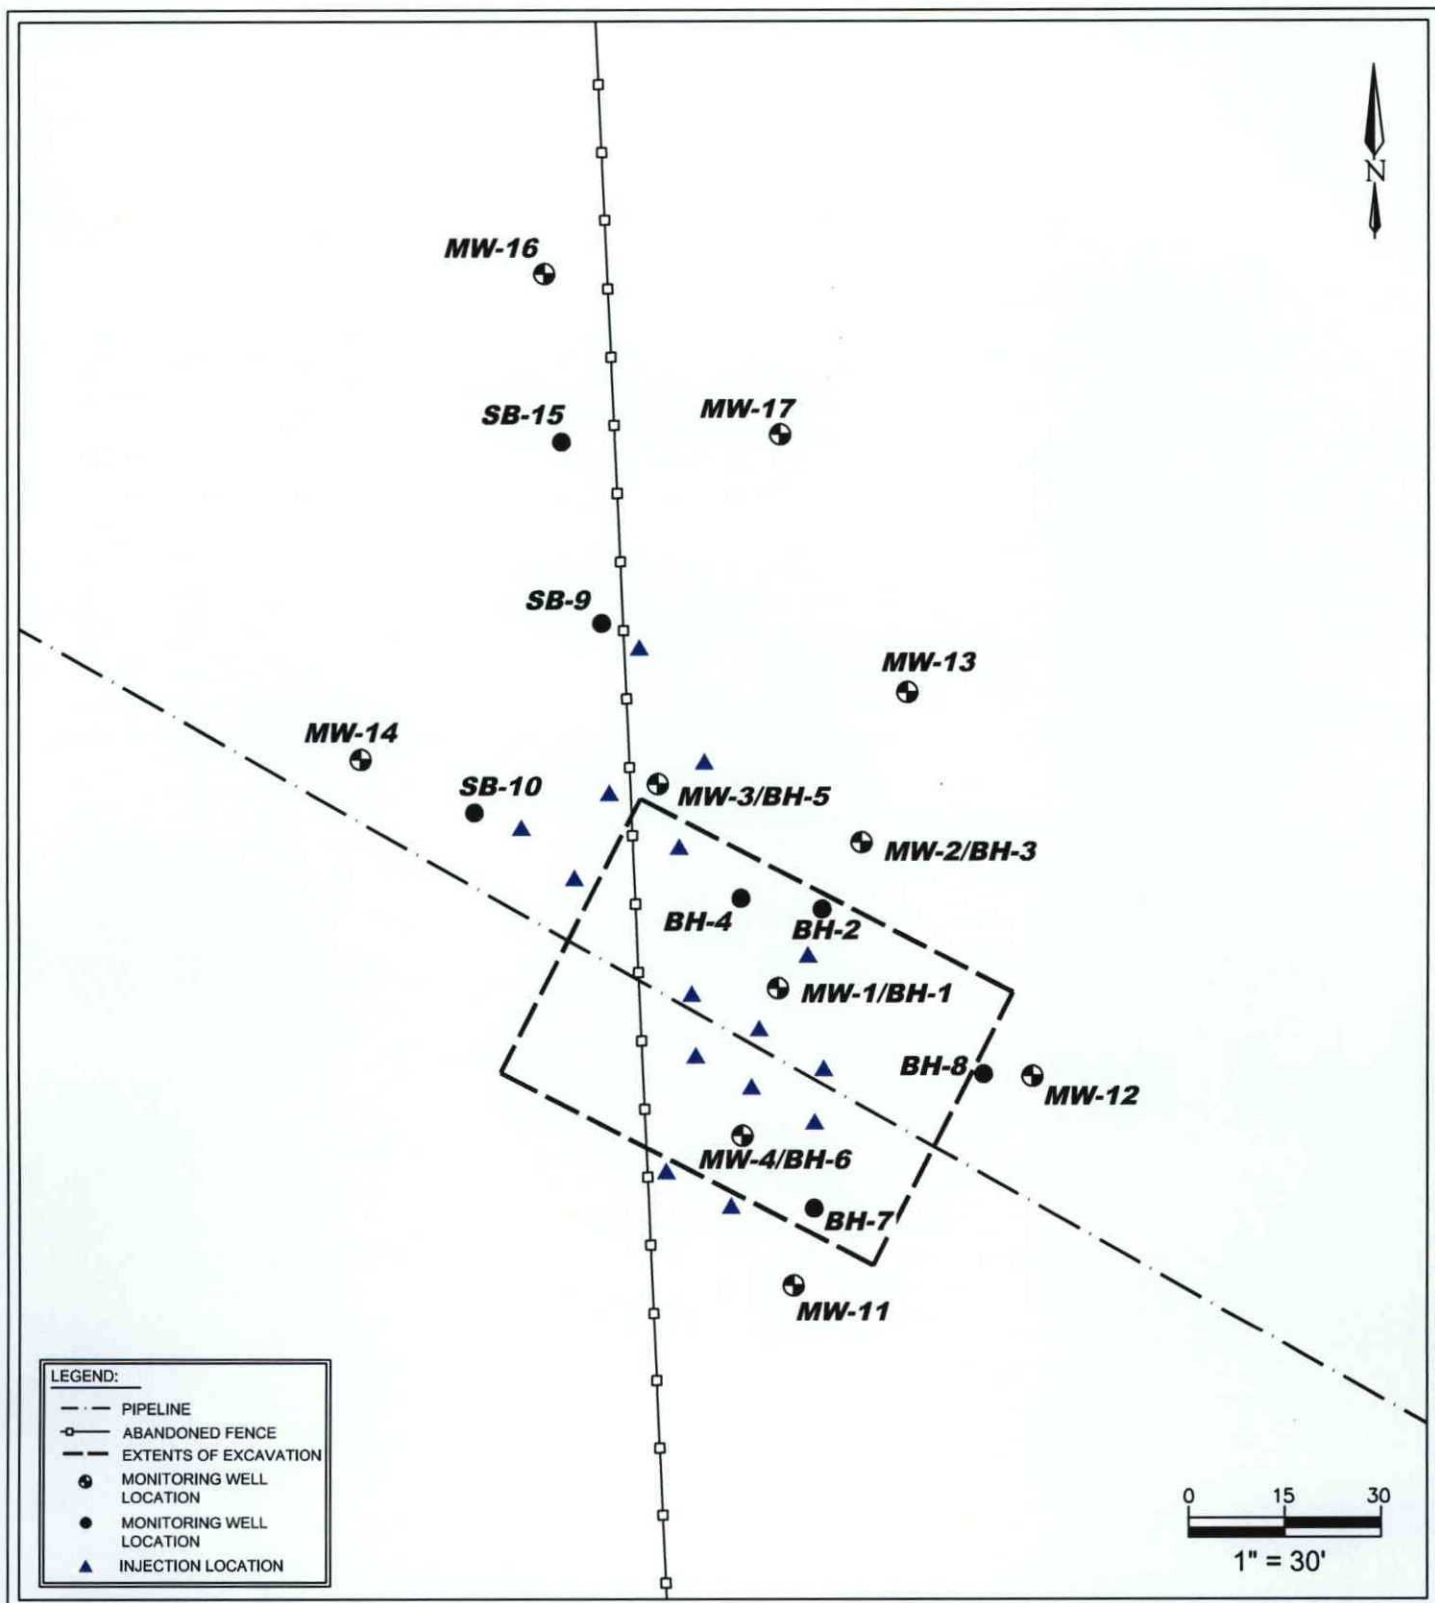 N
MW-16
SB-15
MW-17
SB-9
MW-13
MW-14
SB-10
MW-3/BH-5
MW-2/BH-3
BH-4
BH-2
MW-1/BH-1
BH-8
MW-12
MW-4/BH-6
BH-7
MW-11
LEGEND:
PIPELINE
ABANDONED FENCE
EXTENTS OF EXCAVATION
MONITORING WELL
LOCATION
MONITORING WELL
LOCATION
INJECTION LOCATION
0 15 30
1" = 30'